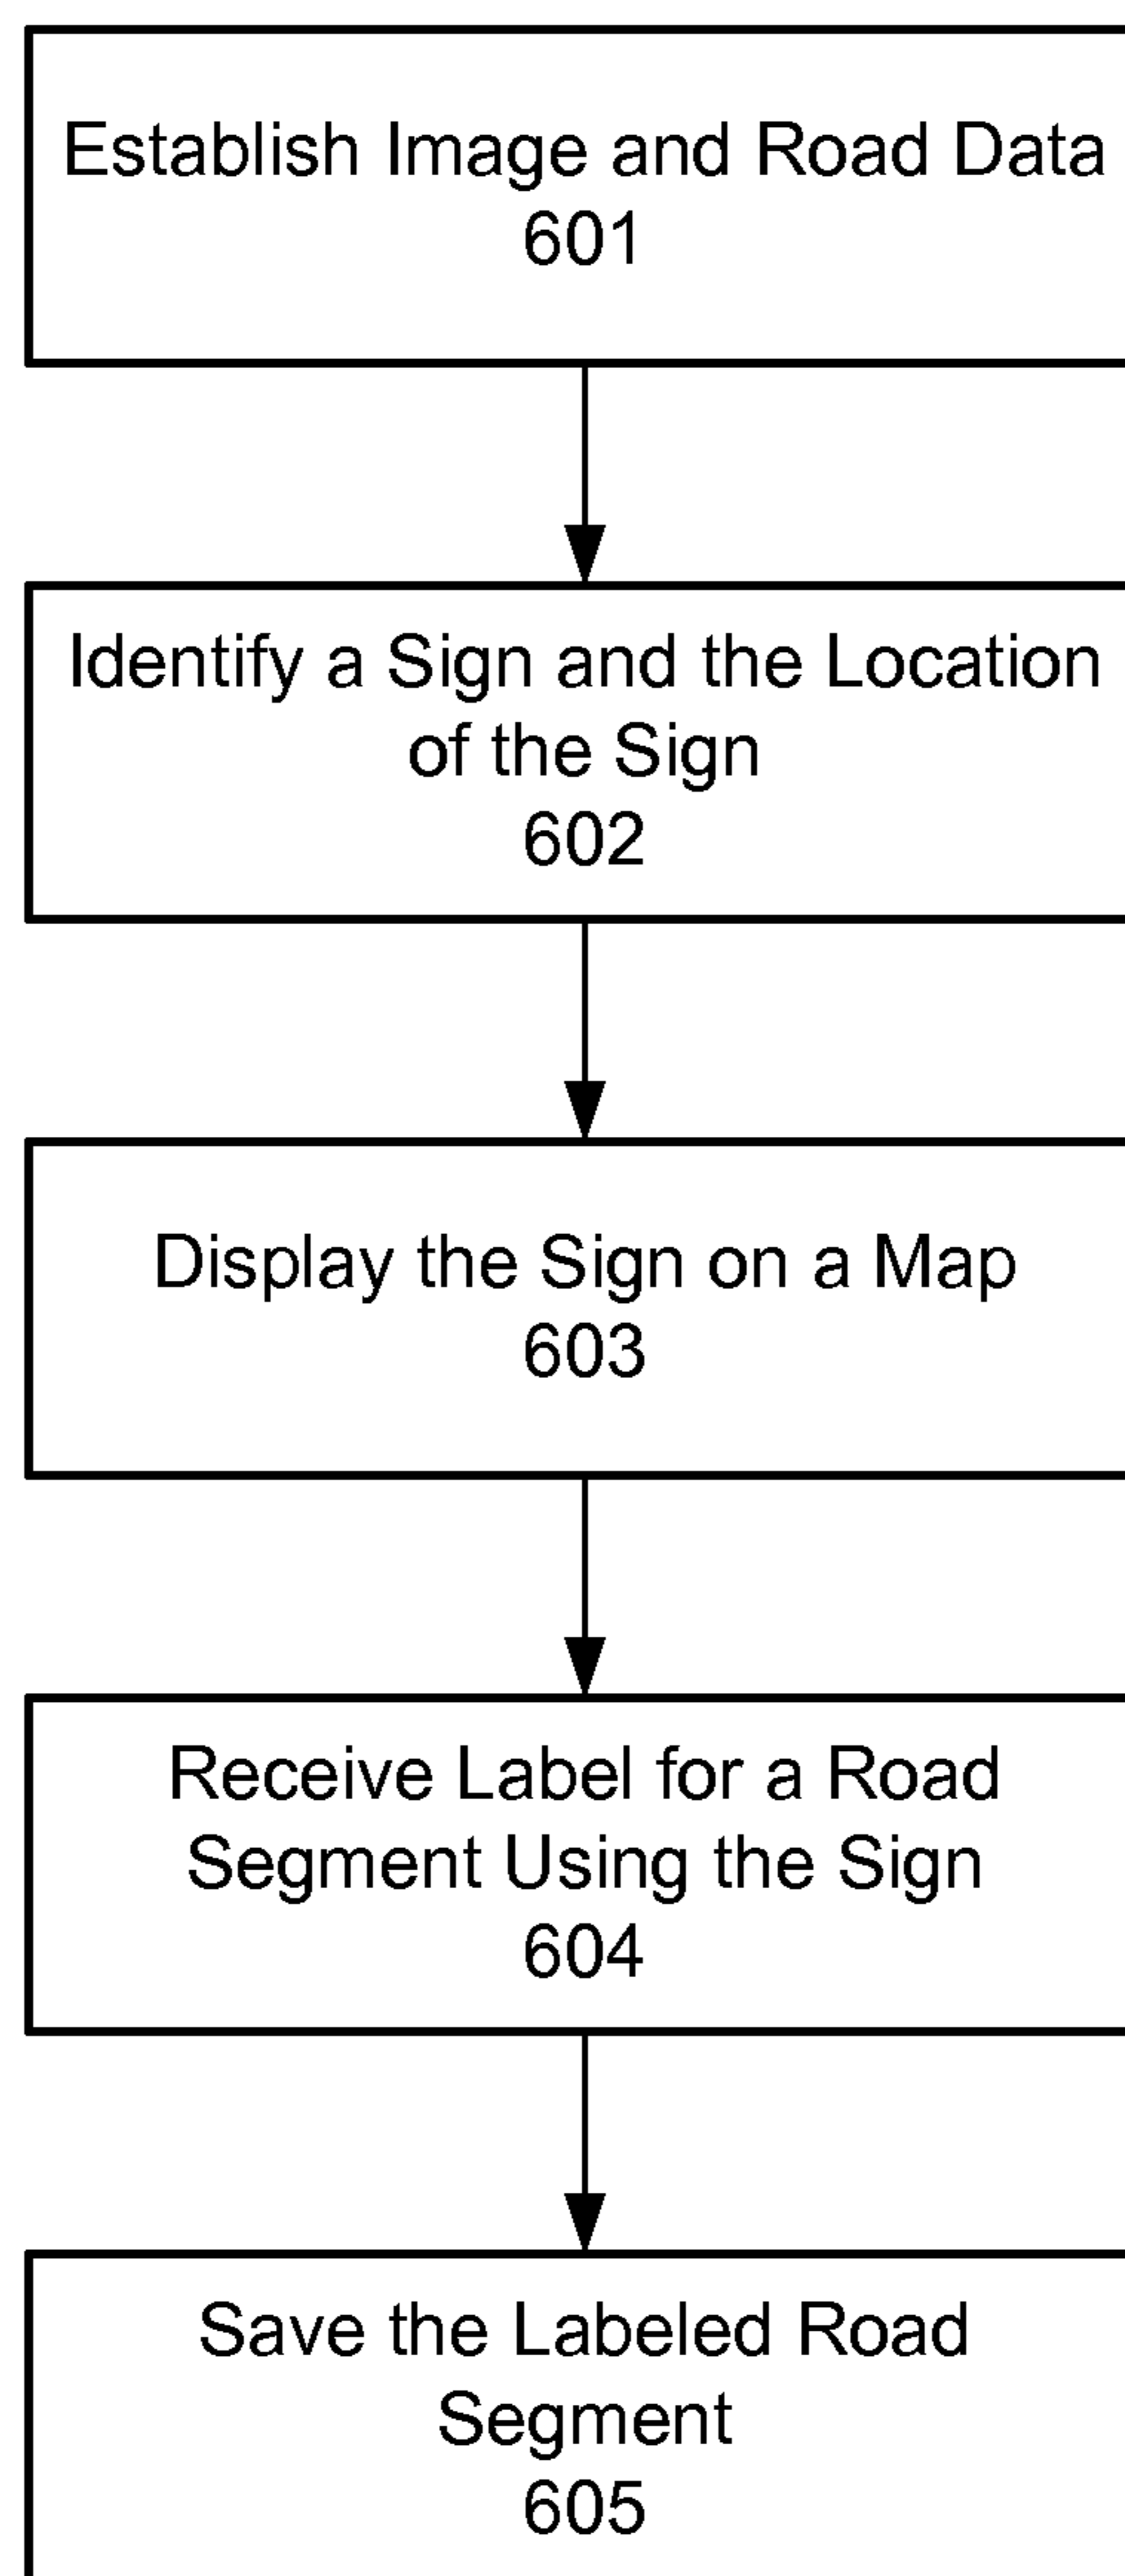 Establish Image and Road Data
601
Identify a Sign and the Location
of the Sign
602
Display the Sign on a Map
603
Receive Label for a Road
Segment Using the Sign
604
Save the Labeled Road
Segment
605